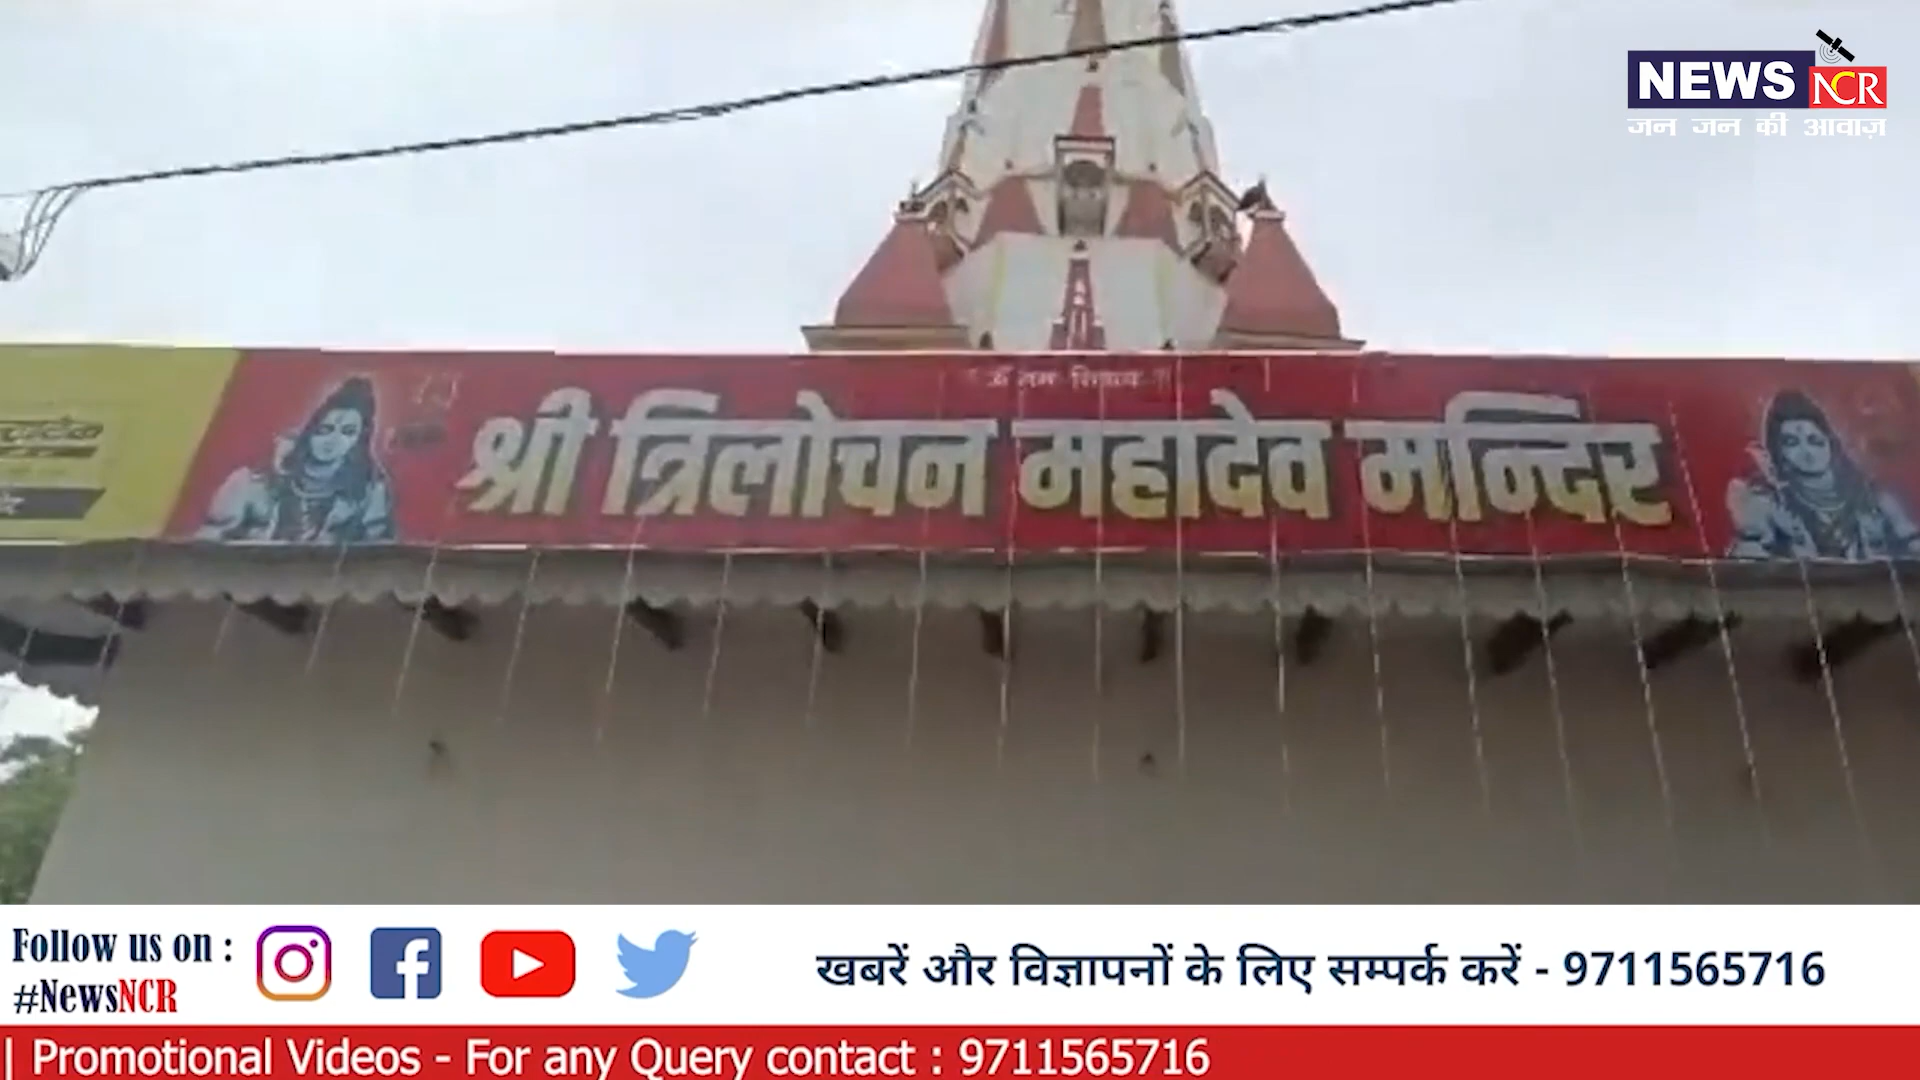 NEWS NCR
जन जन की आवाज़
ॐ नमः शिवाय
श्री त्रिलोचन महादेव मन्दिर
Follow us on :
#NewsNCR
खबरें और विज्ञापनों के लिए सम्पर्क करें - 9711565716
| Promotional Videos - For any Query contact : 9711565716